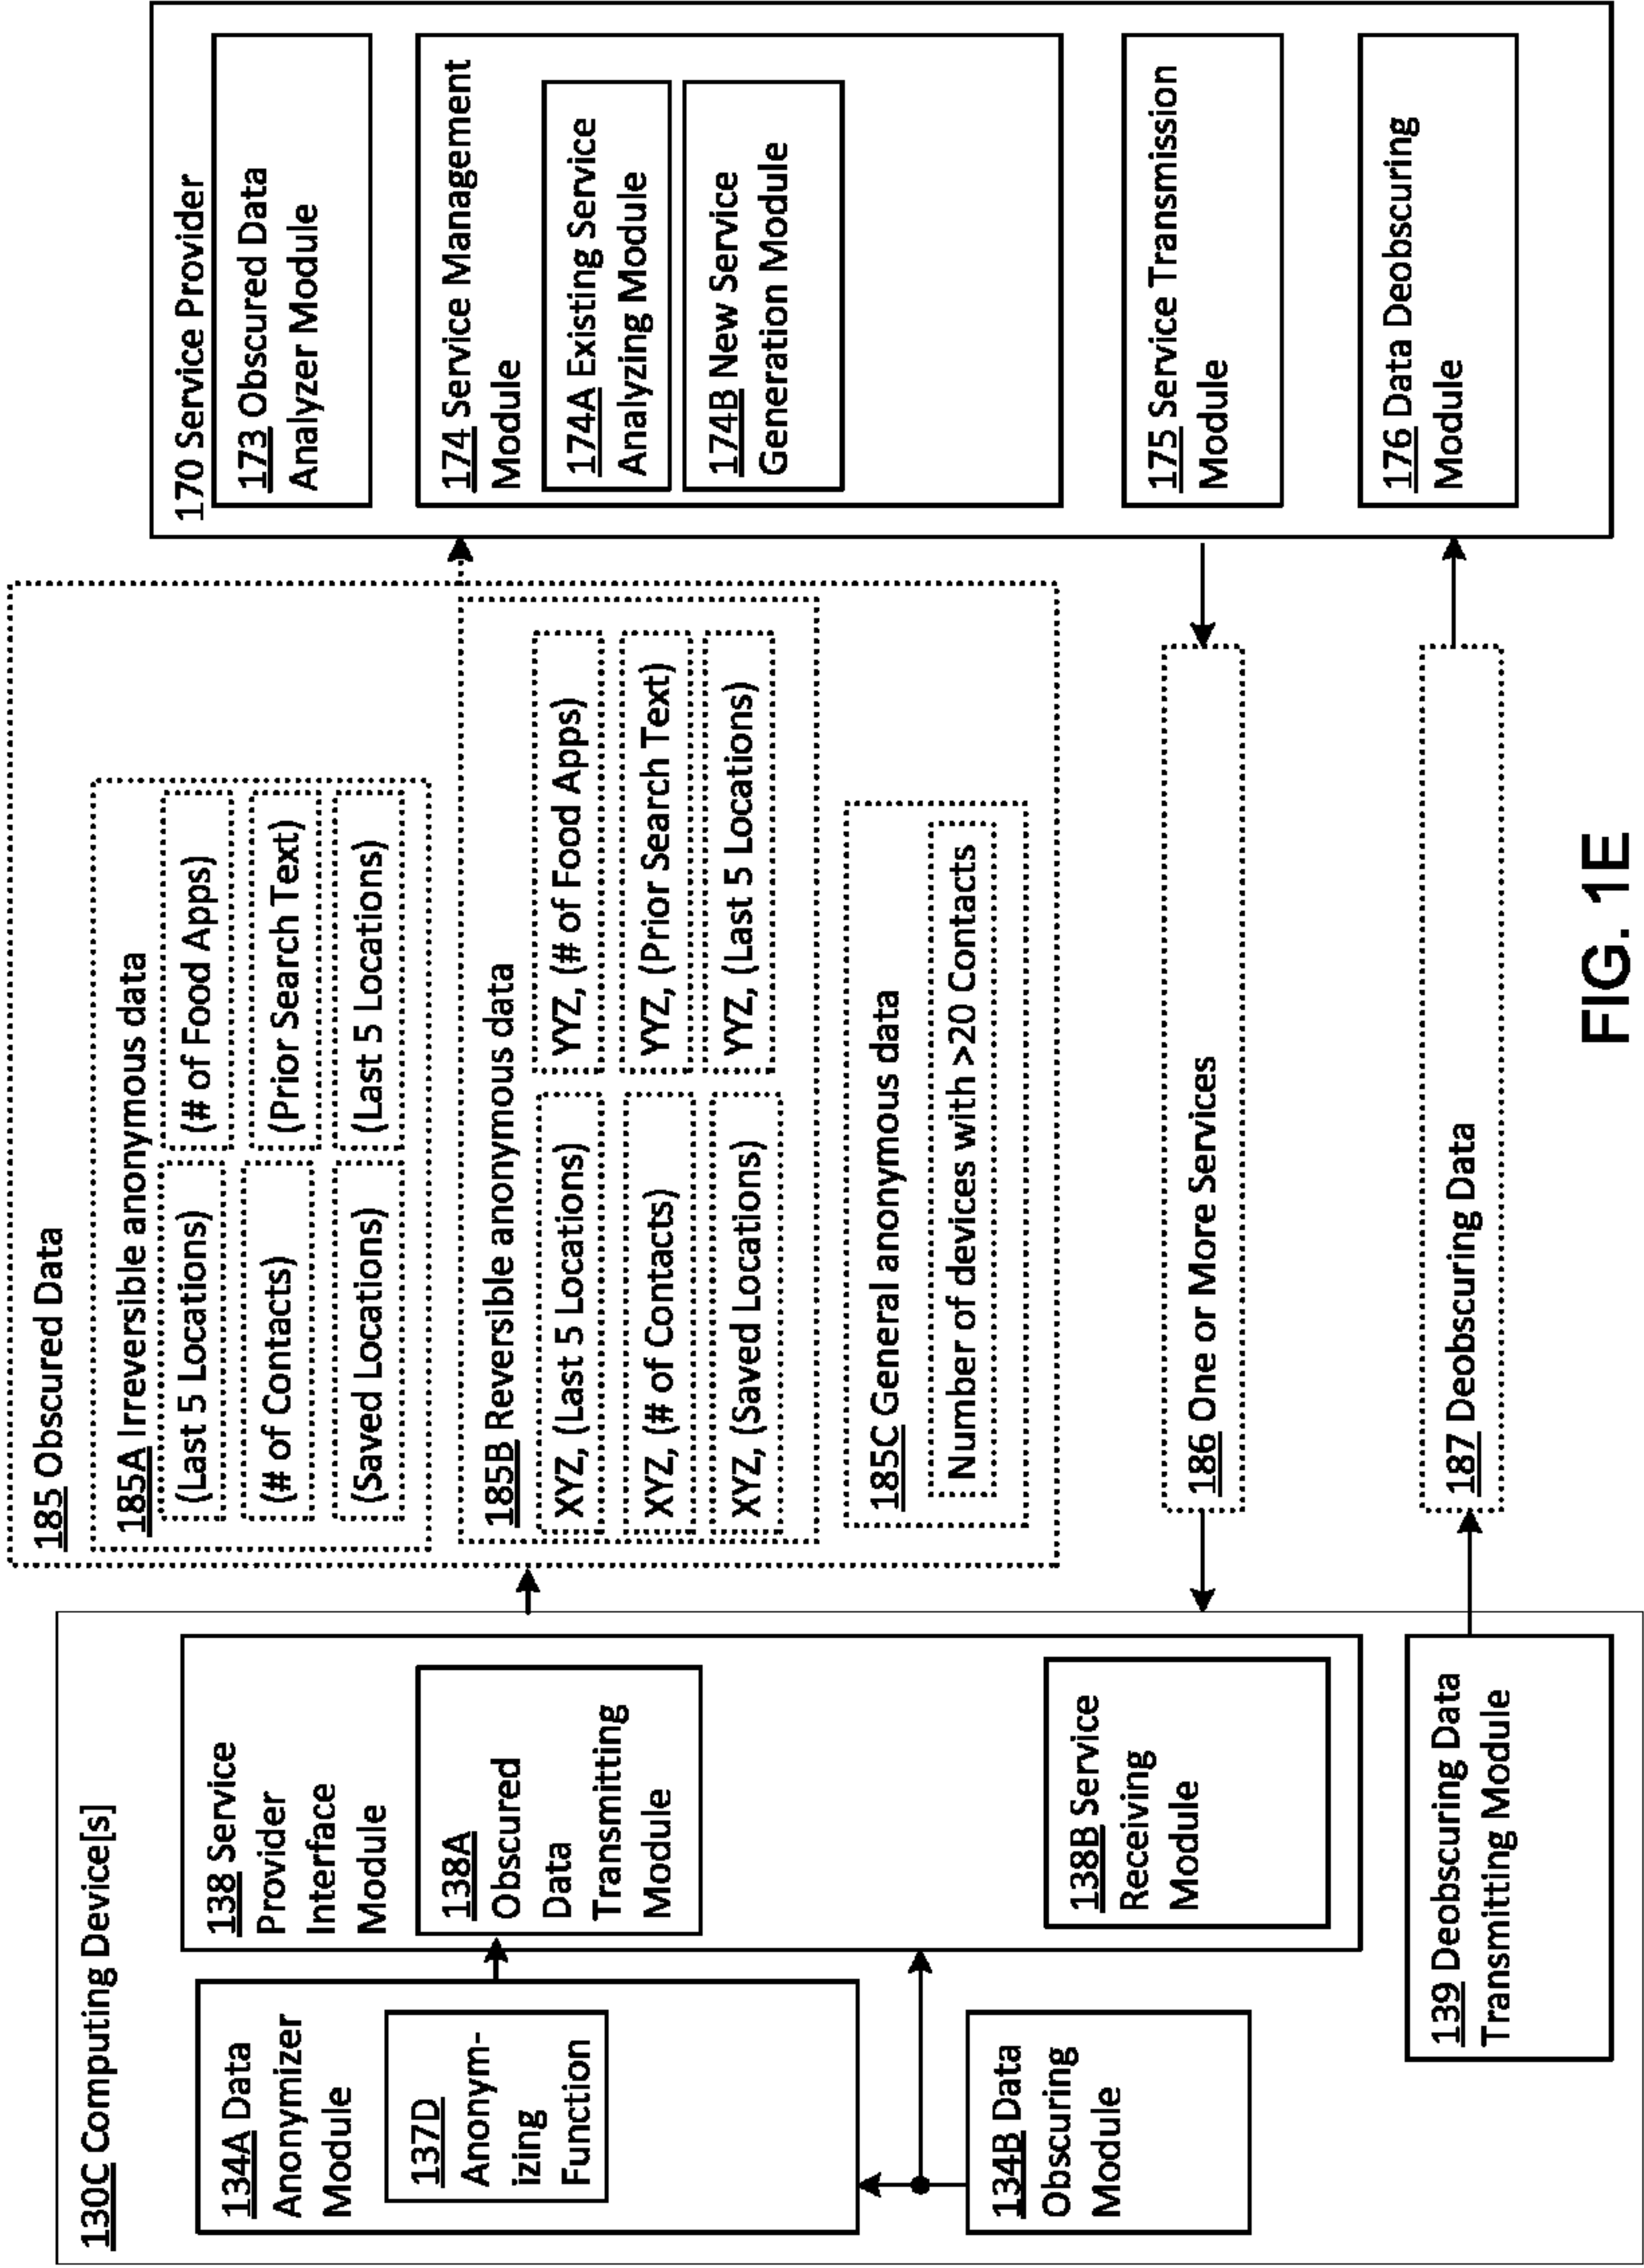 130C Computing Device[s]
134A Data
Anonymizer
Module
137D
Anonym-
izing
Function
134B Data
Obscuring
Module
138 Service
Provider
Interface
Module
138A
Obscured
Data
Transmitting
Module
138B Service
Receiving
Module
139 Deobscuring Data
Transmitting Module
185 Obscured Data
185A Irreversible anonymous data
(Last 5 Locations)
(# of Food Apps)
(# of Contacts)
(Prior Search Text)
(Saved Locations)
(Last 5 Locations)
185B Reversible anonymous data
XYZ, (Last 5 Locations)
YYZ, (# of Food Apps)
XYZ, (# of Contacts)
YYZ, (Prior Search Text)
XYZ, (Saved Locations)
YYZ, (Last 5 Locations)
185C General anonymous data
Number of devices with >20 Contacts
186 One or More Services
187 Deobscuring Data
170 Service Provider
173 Obscured Data
Analyzer Module
174 Service Management
Module
174A Existing Service
Analyzing Module
174B New Service
Generation Module
175 Service Transmission
Module
176 Data Deobscuring
Module
FIG. 1E